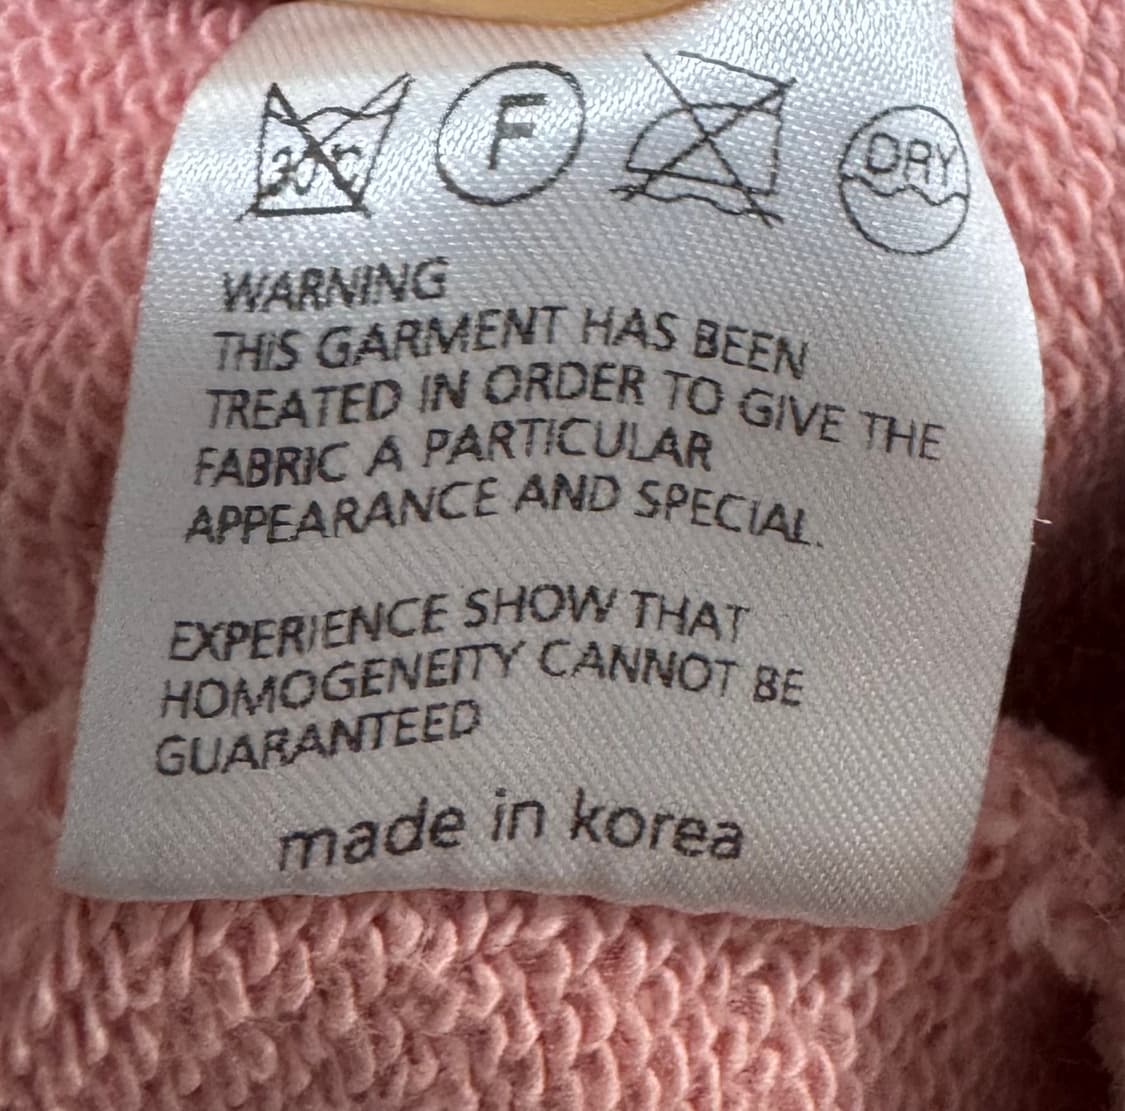 30°C F DRY
WARNING
THIS GARMENT HAS BEEN
TREATED IN ORDER TO GIVE THE
FABRIC A PARTICULAR
APPEARANCE AND SPECIAL.
EXPERIENCE SHOW THAT
HOMOGENEITY CANNOT BE
GUARANTEED
made in korea